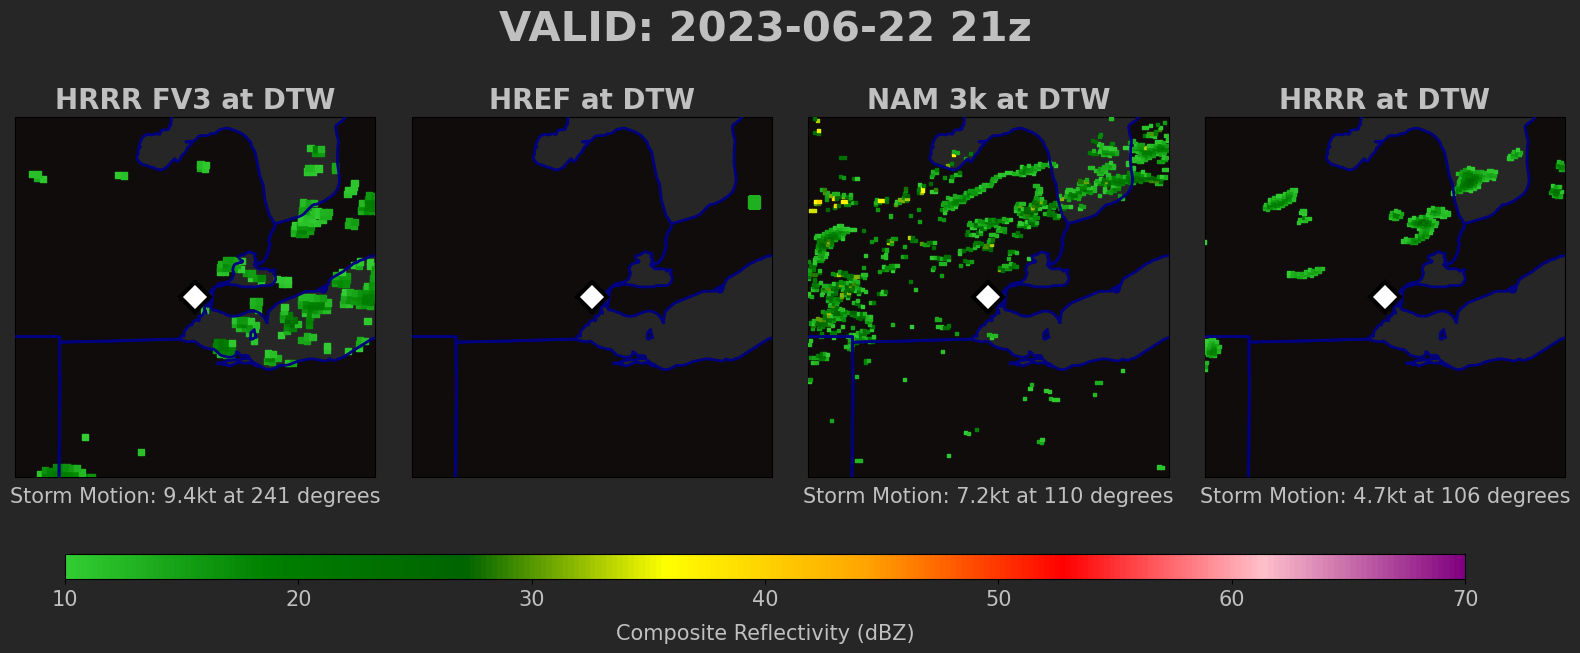 VALID: 2023-06-22 21z
HRRR FV3 at DTW
HREF at DTW
NAM 3k at DTW
HRRR at DTW
Storm Motion: 9.4kt at 241 degrees
Storm Motion: 7.2kt at 110 degrees
Storm Motion: 4.7kt at 106 degrees
10 20 30 40 50 60 70
Composite Reflectivity (dBZ)